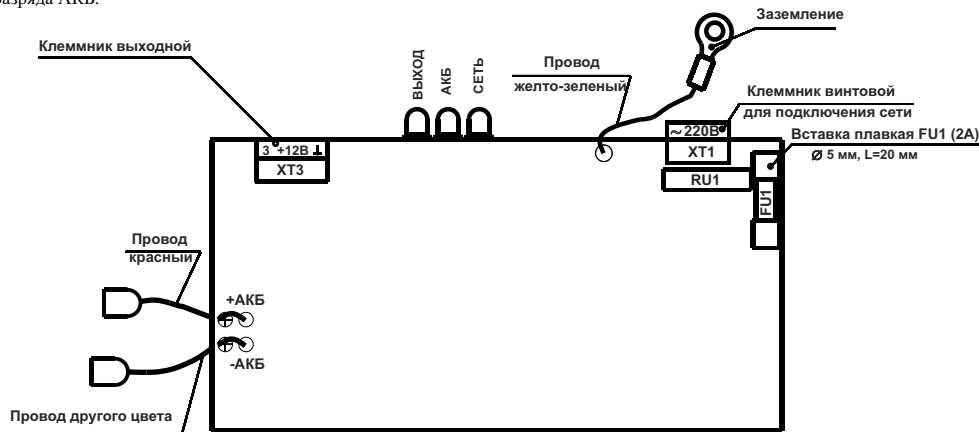 разряда АКБ.
Заземление
Клеммник выходной
ВЫХОД
АКБ
СЕТЬ
Провод
желто-зеленый
Клеммник винтовой
для подключения сети
~ 220В
XT1
Вставка плавкая FU1 (2А)
Ø 5 мм, L=20 мм
3 +12В ⊥
XT3
RU1
FU1
Провод
красный
+АКБ
-АКБ
Провод другого цвета